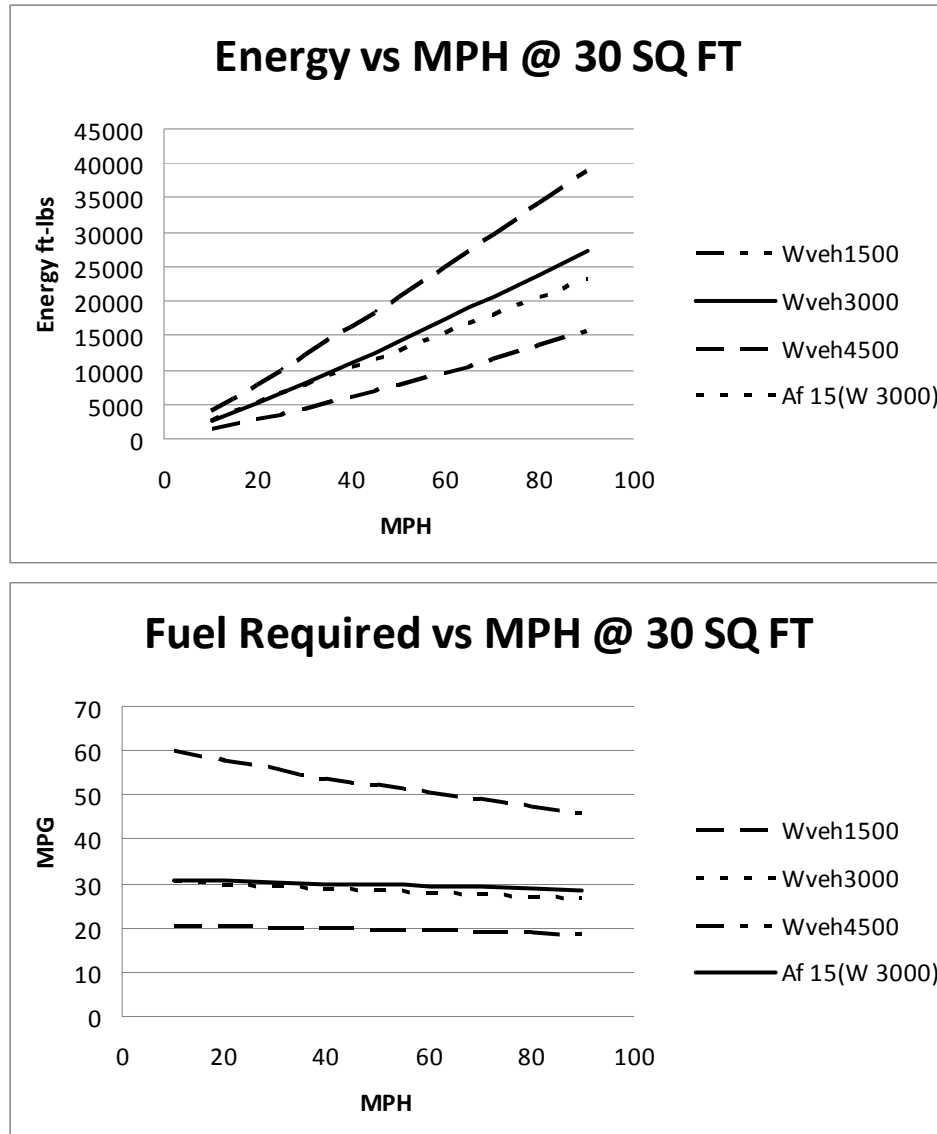 Energy vs MPH @ 30 SQ FT
45000
40000
35000
30000
25000
20000
15000
10000
5000
0
Energy ft-lbs
0 20 40 60 80 100
MPH
Wveh1500
Wveh3000
Wveh4500
Af 15(W 3000)
Fuel Required vs MPH @ 30 SQ FT
70
60
50
40
30
20
10
0
MPG
0 20 40 60 80 100
MPH
Wveh1500
Wveh3000
Wveh4500
Af 15(W 3000)